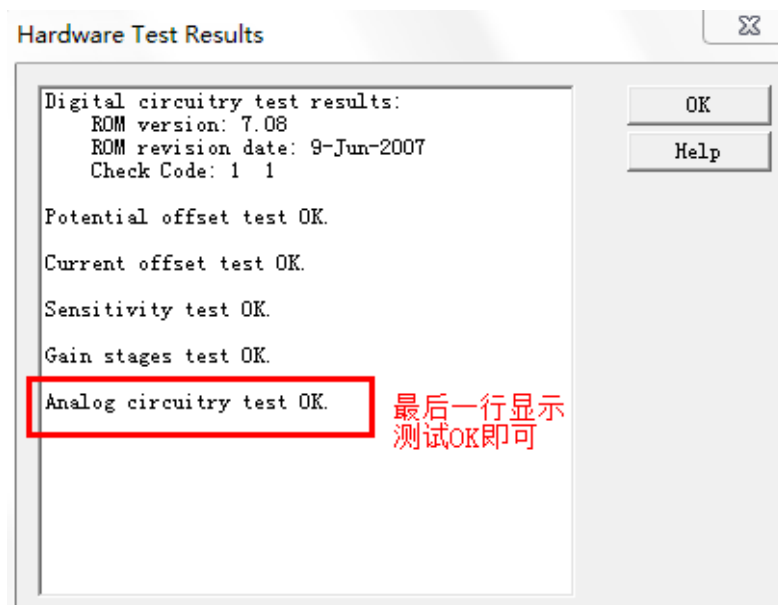 Hardware Test Results
Digital circuitry test results:
ROM version: 7.08
ROM revision date: 9-Jun-2007
Check Code: 1  1
OK
Help
Potential offset test OK.
Current offset test OK.
Sensitivity test OK.
Gain stages test OK.
Analog circuitry test OK.
最后一行显示
测试OK即可